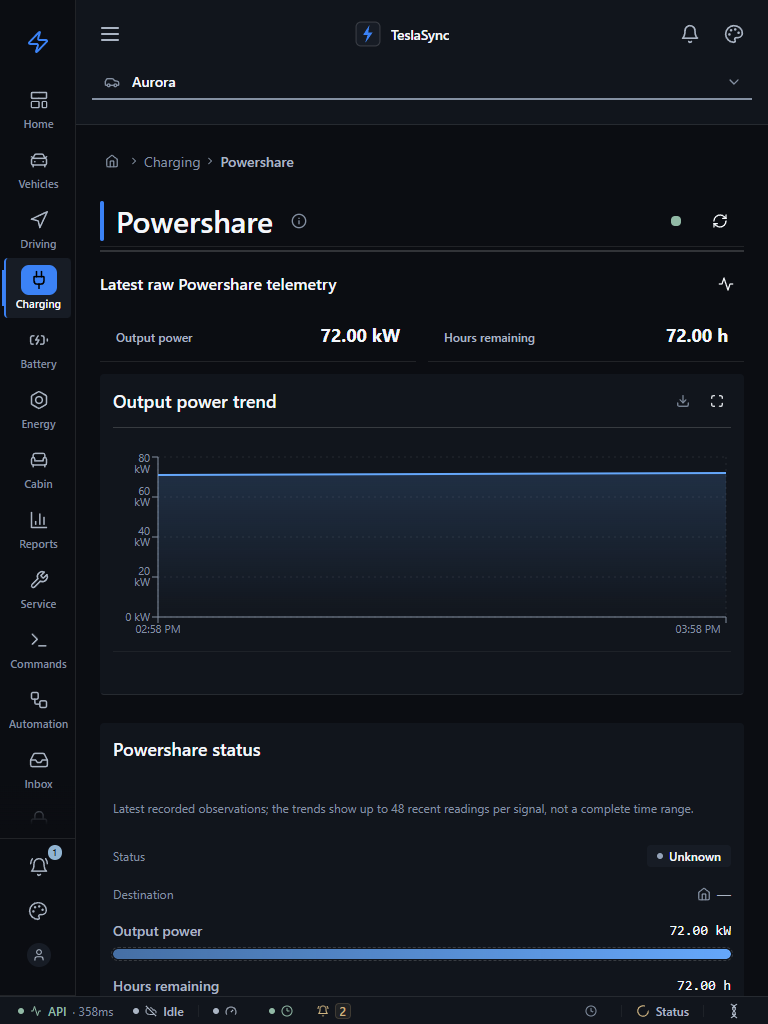 TeslaSync
Aurora
Home
Vehicles
Driving
Charging
Battery
Energy
Cabin
Reports
Service
Commands
Automation
Inbox
1
Charging
Powershare
Powershare
Latest raw Powershare telemetry
Output power
72.00 kW
Hours remaining
72.00 h
Output power trend
80 kW
60 kW
40 kW
20 kW
0 kW
02:58 PM
03:58 PM
Powershare status
Latest recorded observations; the trends show up to 48 recent readings per signal, not a complete time range.
Status
Unknown
Destination
—
Output power
72.00 kW
Hours remaining
72.00 h
API · 358ms
Idle
2
Status